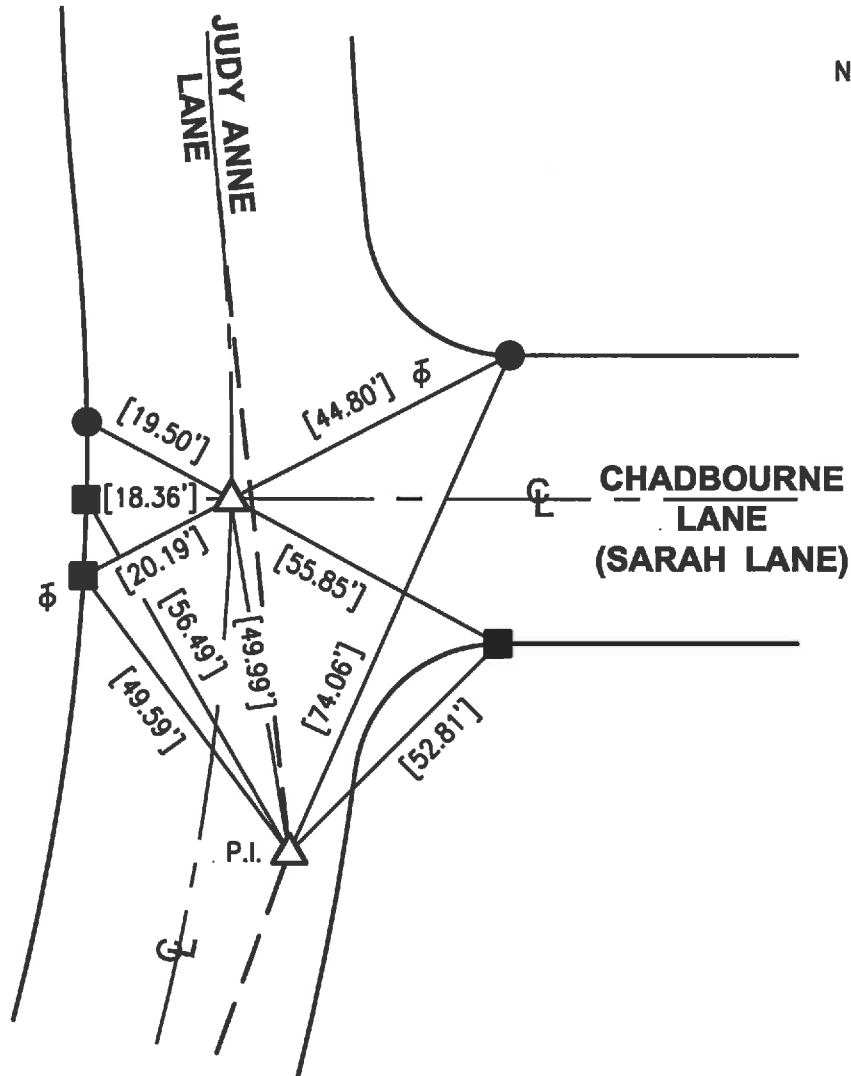 JUDY ANNE
LANE
N
[19.50']
[44.80']
[18.36']
CHADBOURNE
LANE
(SARAH LANE)
[20.19']
[55.85']
[56.49']
[49.99']
[49.59']
[74.06']
[52.81']
P.I.